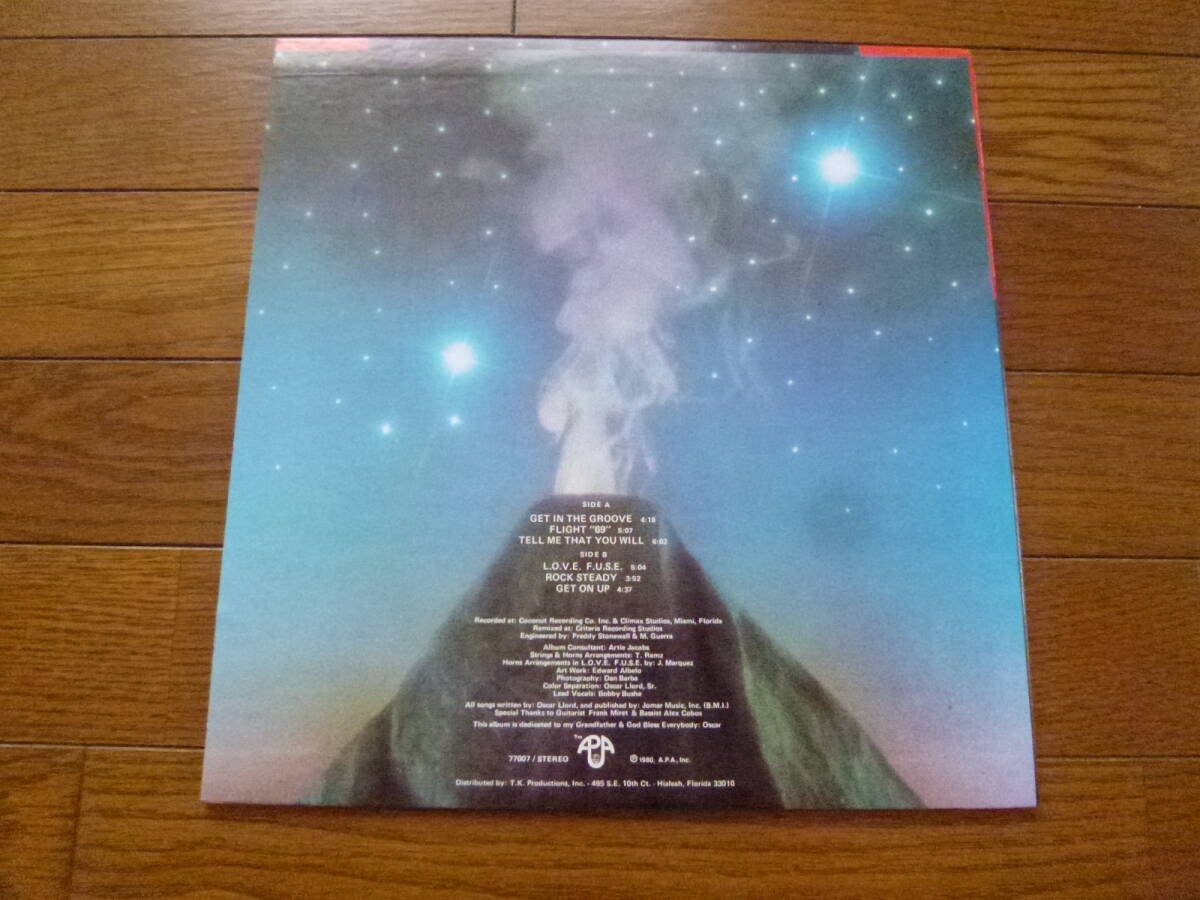 SIDE A
GET IN THE GROOVE 4:18
FLIGHT "69" 5:07
TELL ME THAT YOU WILL 6:02
SIDE B
L.O.V.E. F.U.S.E. 5:04
ROCK STEADY 3:52
GET ON UP 4:37
Recorded at: Coconut Recording Co. Inc. & Climax Studios, Miami, Florida
Remixed at: Criteria Recording Studios
Engineered by: Freddy Stonewall & M. Guerra
Album Consultant: Artie Jacobs
Strings & Horns Arrangements: T. Ramz
Horns Arrangements in L.O.V.E. F.U.S.E. by: J. Marquez
Art Work: Edward Albelo
Photography: Dan Barba
Color Separation: Oscar Llord, Sr.
Lead Vocals: Bobby Bushe
All songs written by: Oscar Llord, and published by: Jomar Music, Inc. (B.M.I.)
Special Thanks to Guitarist Frank Miret & Bassist Alex Cobos
This album is dedicated to my Grandfather & God Bless Everybody: Oscar
77007 / STEREO TM APA ℗ 1980, A.P.A., Inc.
Distributed by: T.K. Productions, Inc. · 495 S.E. 10th Ct. · Hialeah, Florida 33010